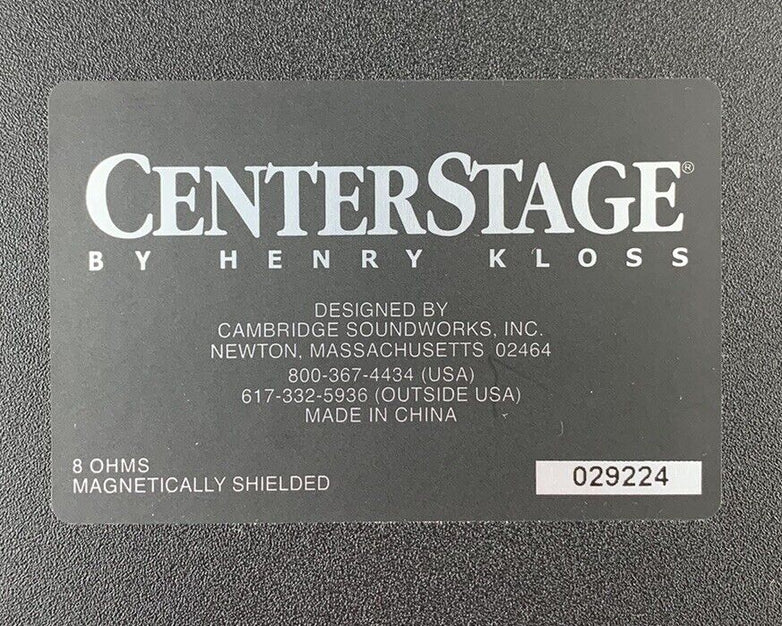 CENTERSTAGE®
BY HENRY KLOSS
DESIGNED BY
CAMBRIDGE SOUNDWORKS, INC.
NEWTON, MASSACHUSETTS 02464
800-367-4434 (USA)
617-332-5936 (OUTSIDE USA)
MADE IN CHINA
8 OHMS
MAGNETICALLY SHIELDED
029224